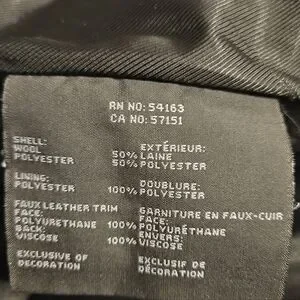 RN NO: 54163
CA NO: 57151
SHELL: EXTÉRIEUR:
WOOL 50% LAINE
POLYESTER 50% POLYESTER
LINING: DOUBLURE:
POLYESTER 100% POLYESTER
FAUX LEATHER TRIM GARNITURE EN FAUX-CUIR
FACE: FACE:
POLYURETHANE 100% POLYURÉTHANE
BACK: ENVERS:
VISCOSE 100% VISCOSE
EXCLUSIVE OF EXCLUSIF DE
DECORATION DÉCORATION